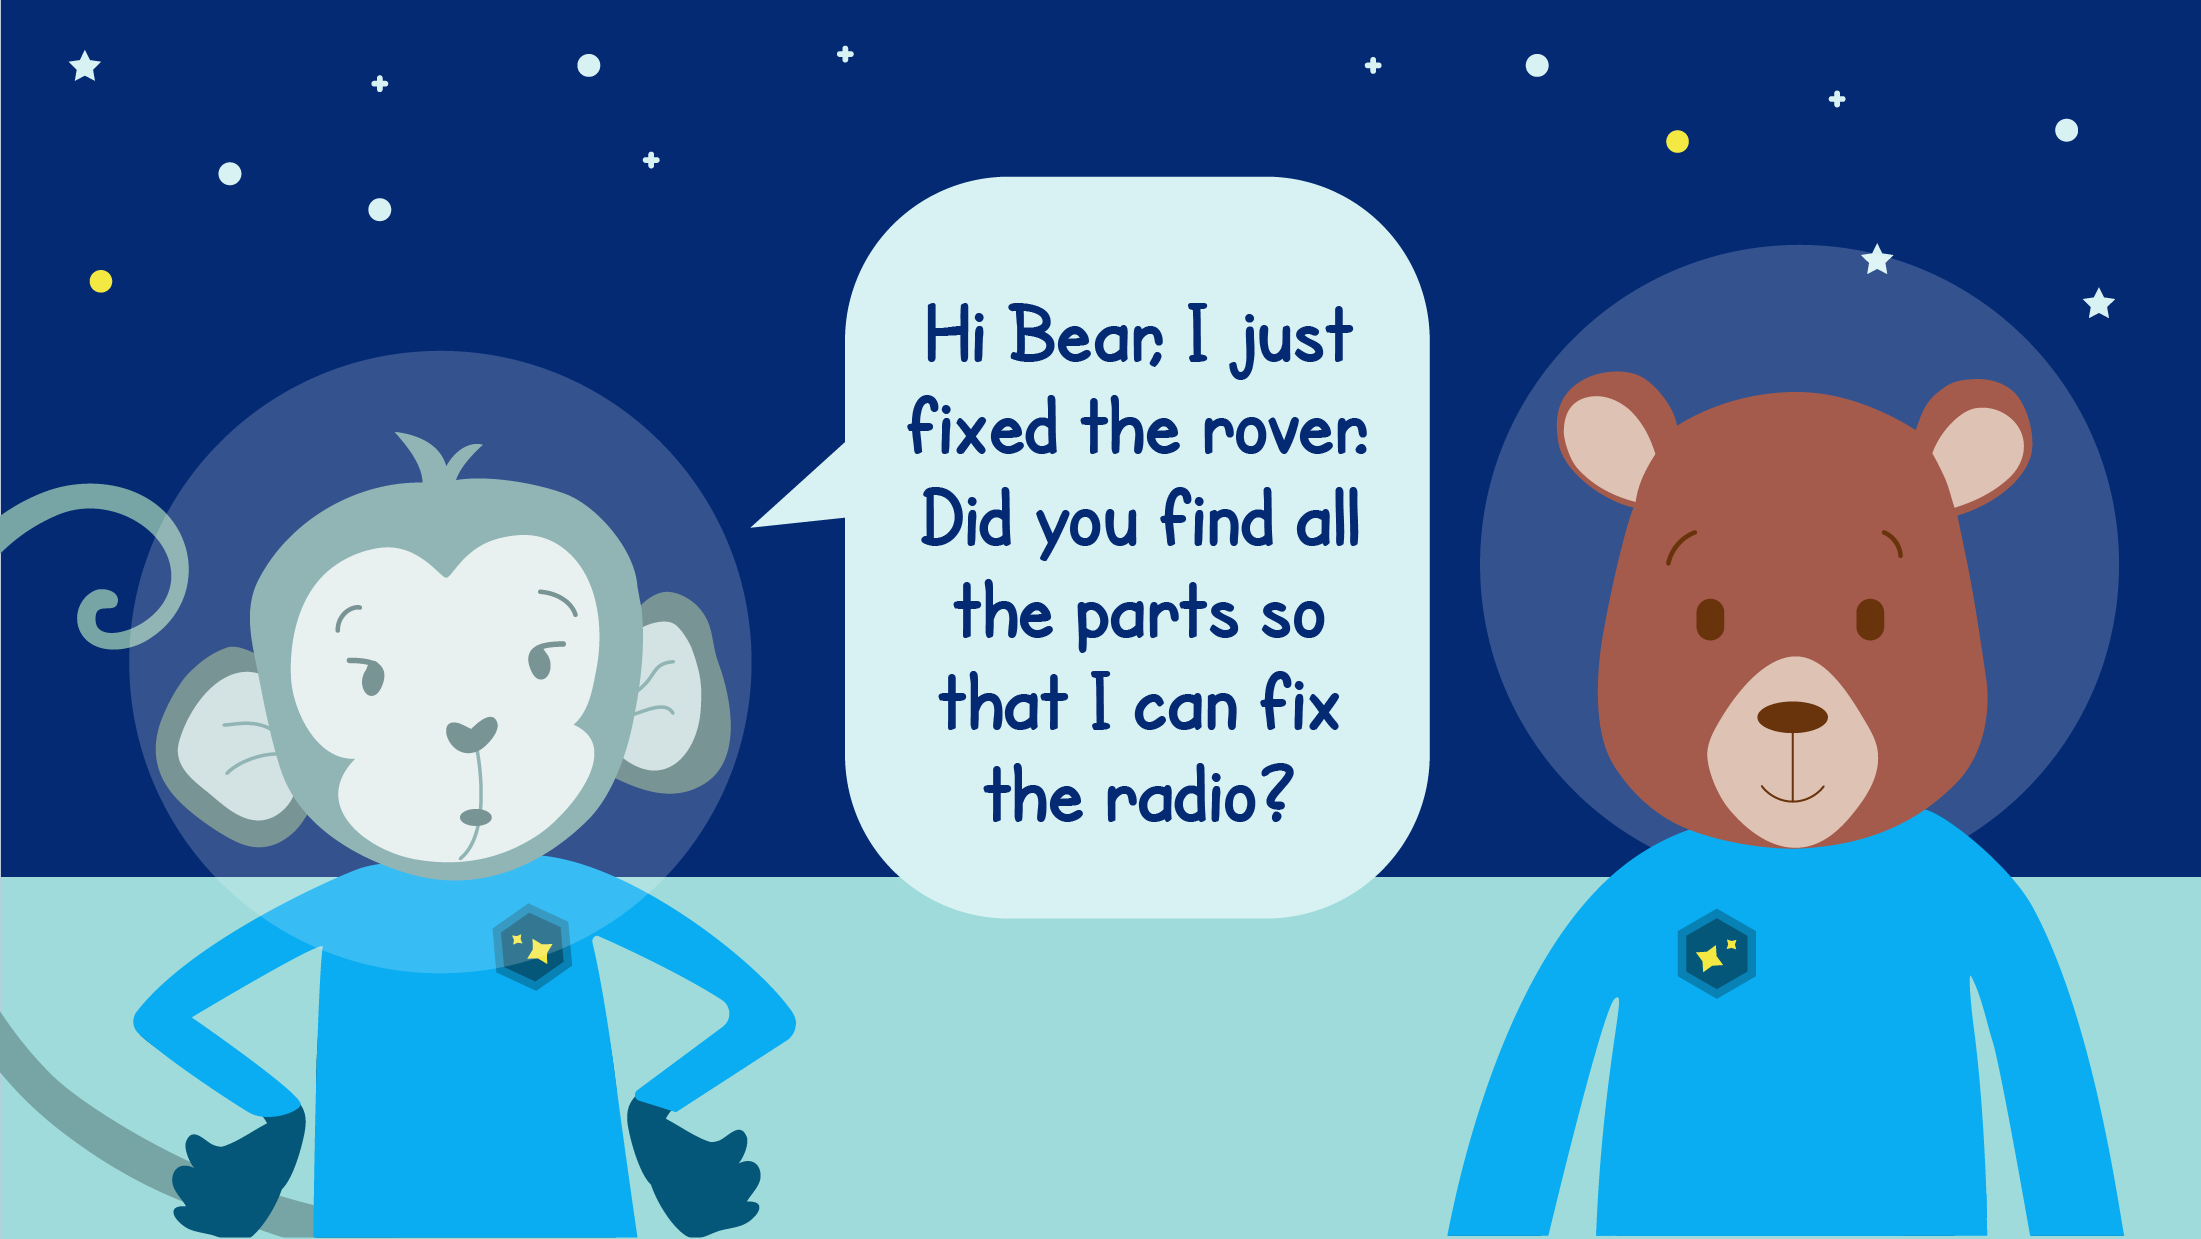 Hi Bear, I just
fixed the rover.
Did you find all
the parts so
that I can fix
the radio?